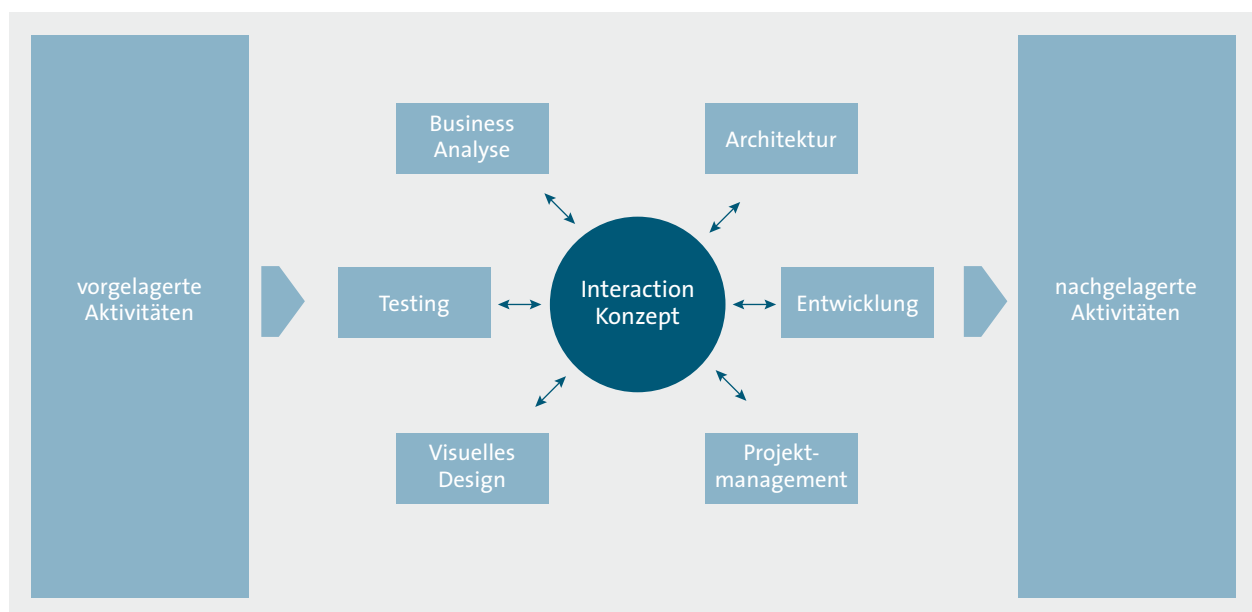 vorgelagerte
Aktivitäten
Business
Analyse
Architektur
Testing
Interaction
Konzept
Entwicklung
Visuelles
Design
Projekt-
management
nachgelagerte
Aktivitäten